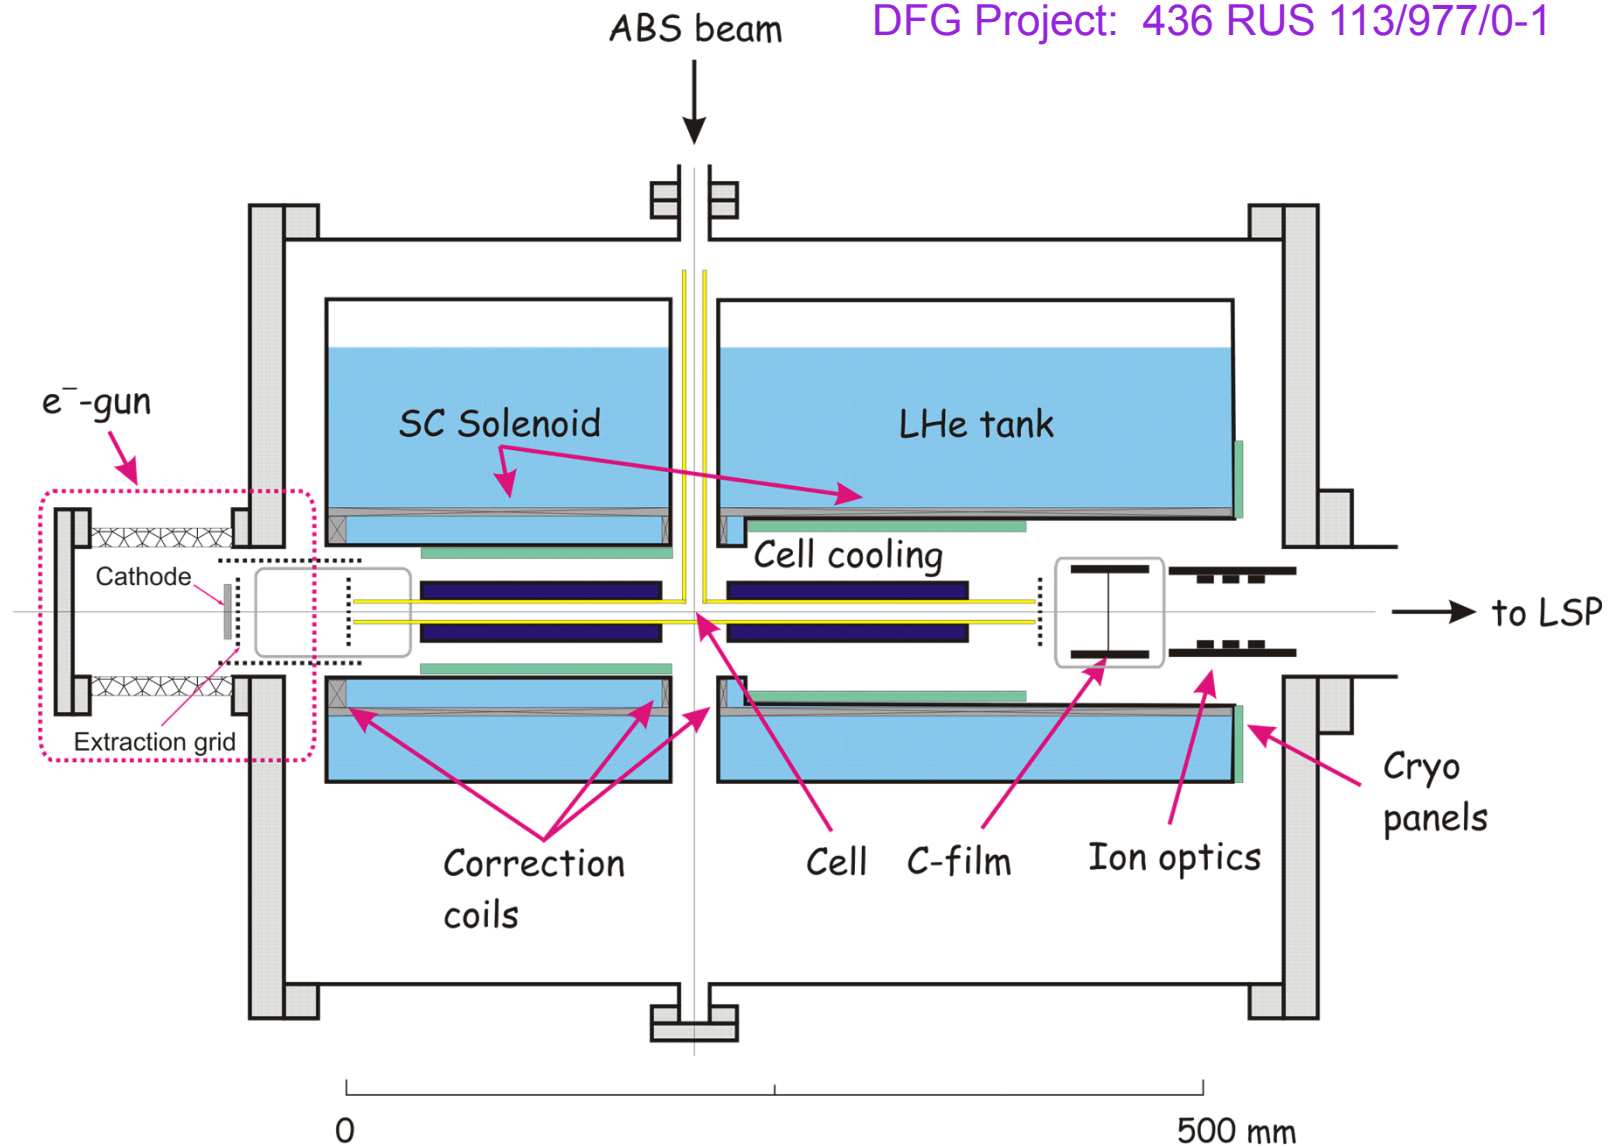 DFG Project: 436 RUS 113/977/0-1
ABS beam
e⁻-gun
SC Solenoid
LHe tank
Cell cooling
Cathode
to LSP
Extraction grid
Cryo
panels
Correction
coils
Cell
C-film
Ion optics
0
500 mm